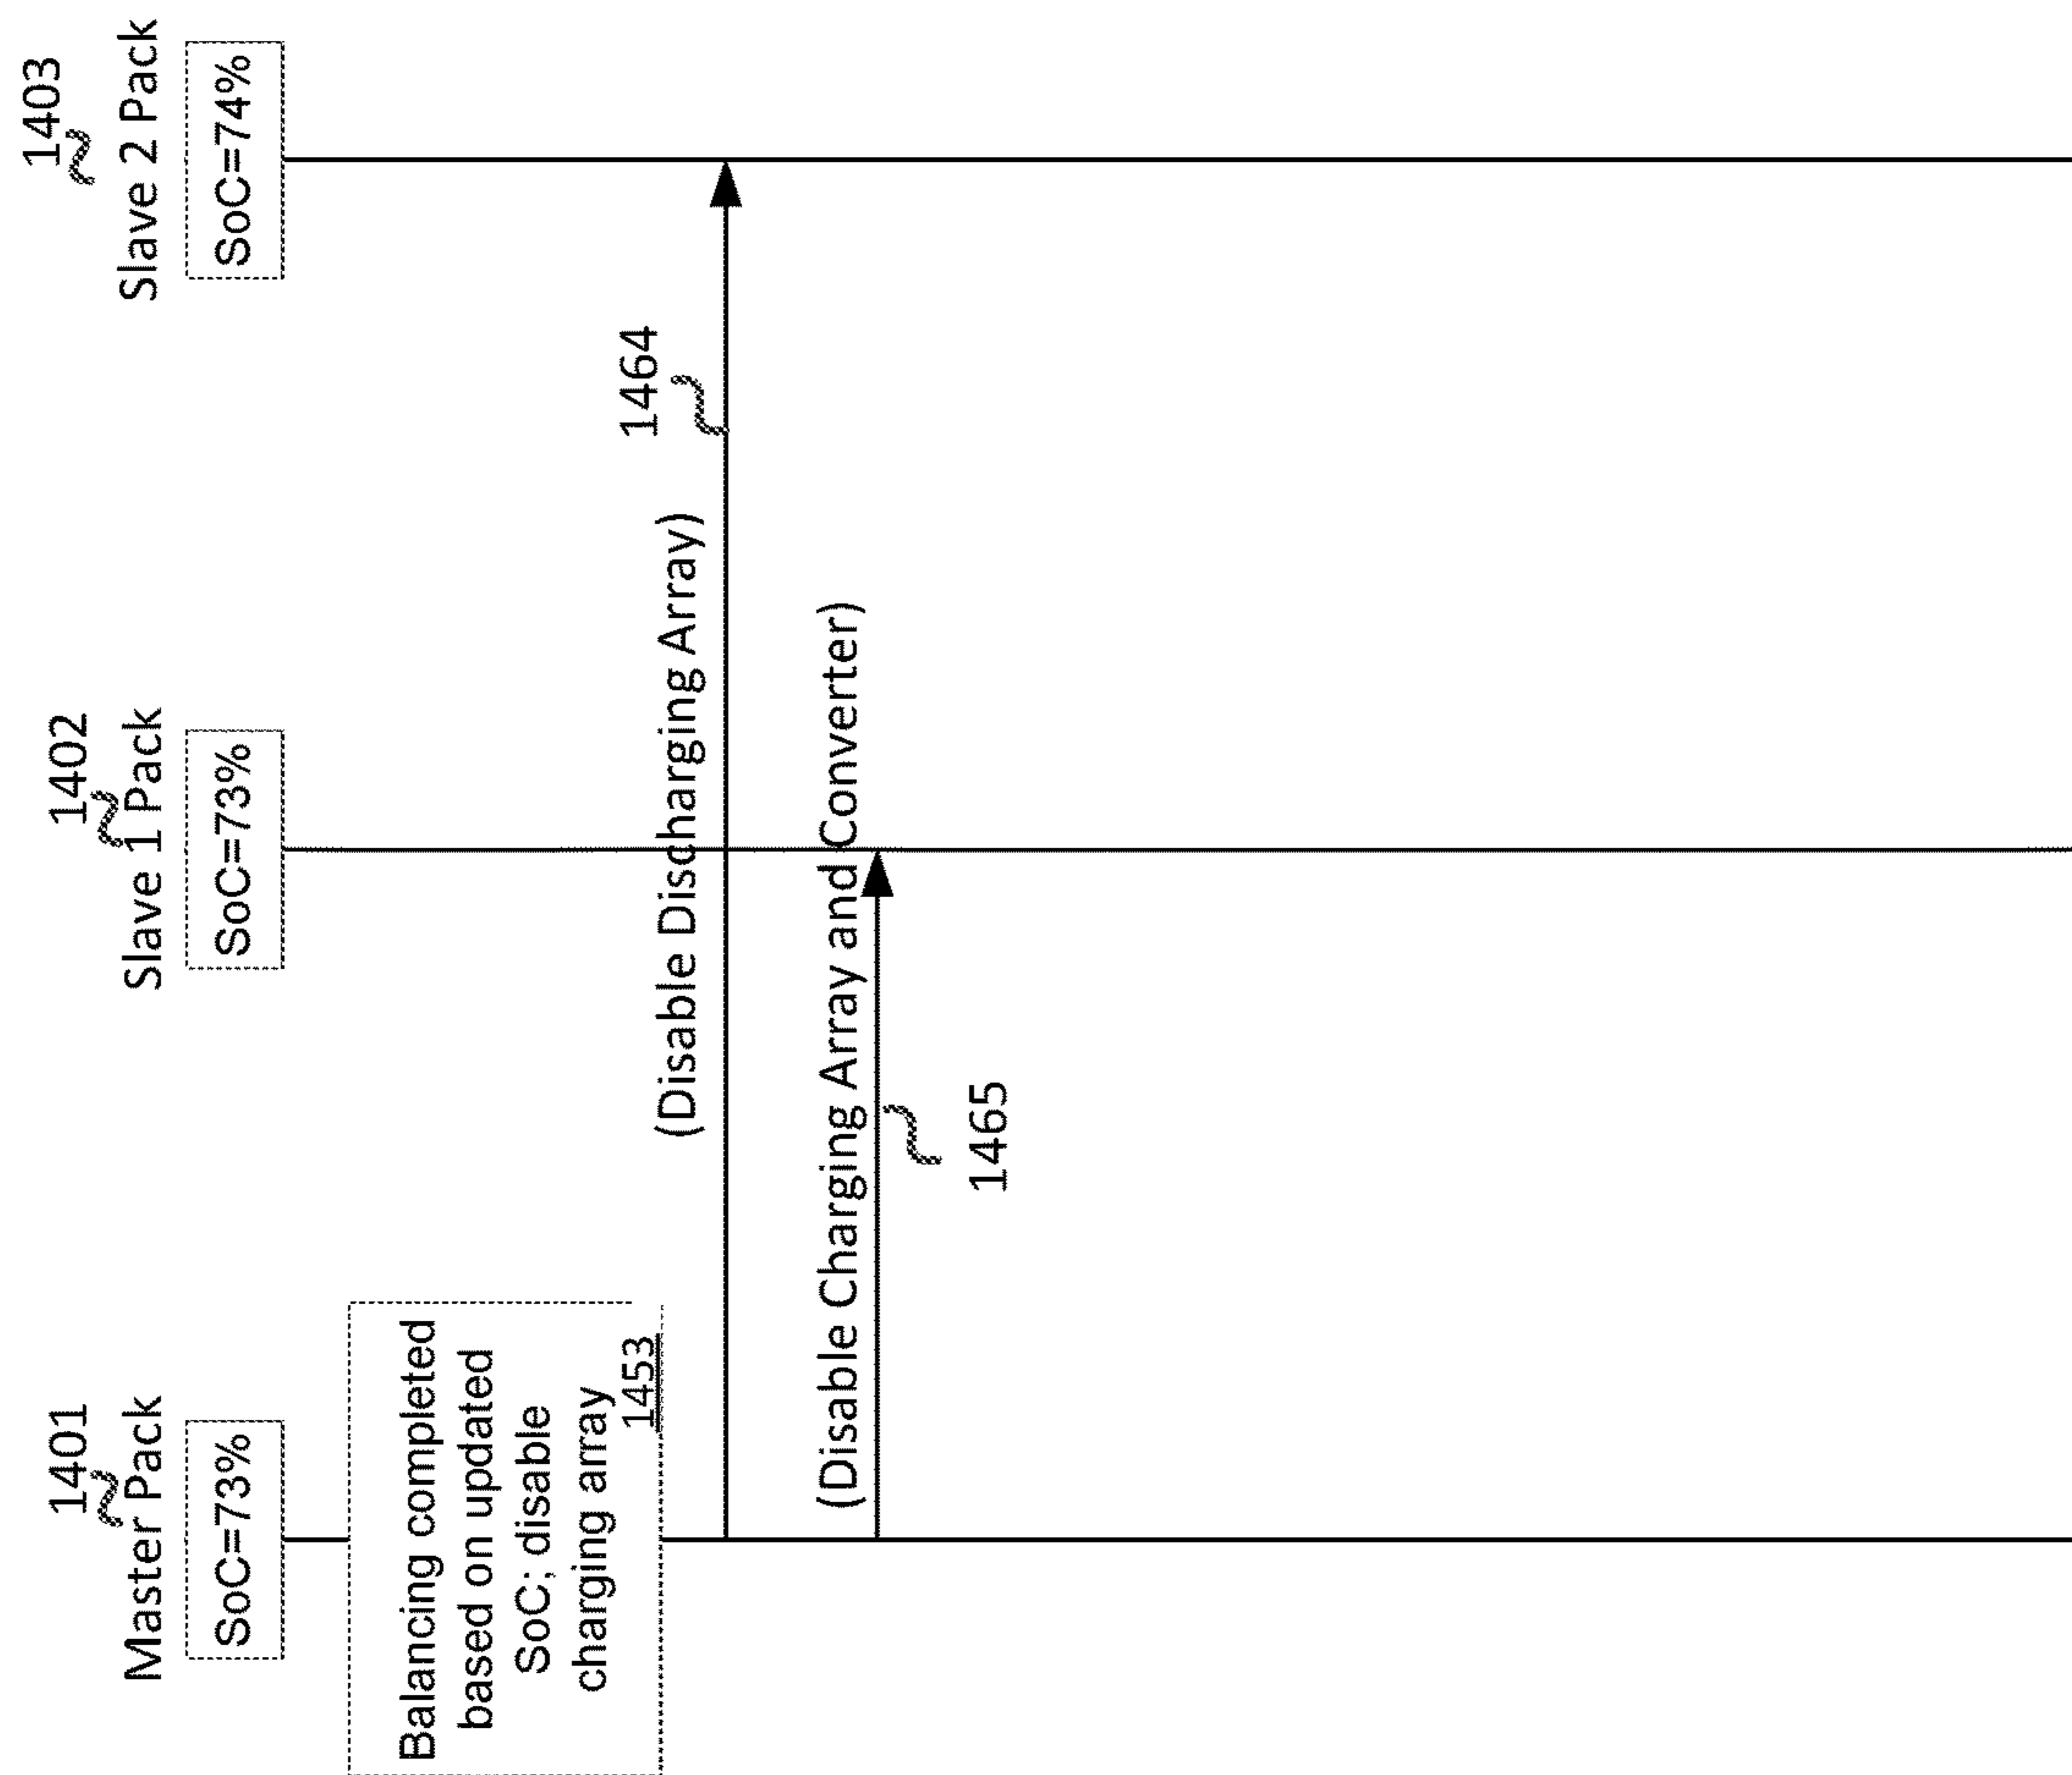 1401
Master Pack
SoC=73%
1402
Slave 1 Pack
SoC=73%
1403
Slave 2 Pack
SoC=74%
Balancing completed
based on updated
SoC; disable
charging array
1453
(Disable Discharging Array)
1464
(Disable Charging Array and Converter)
1465